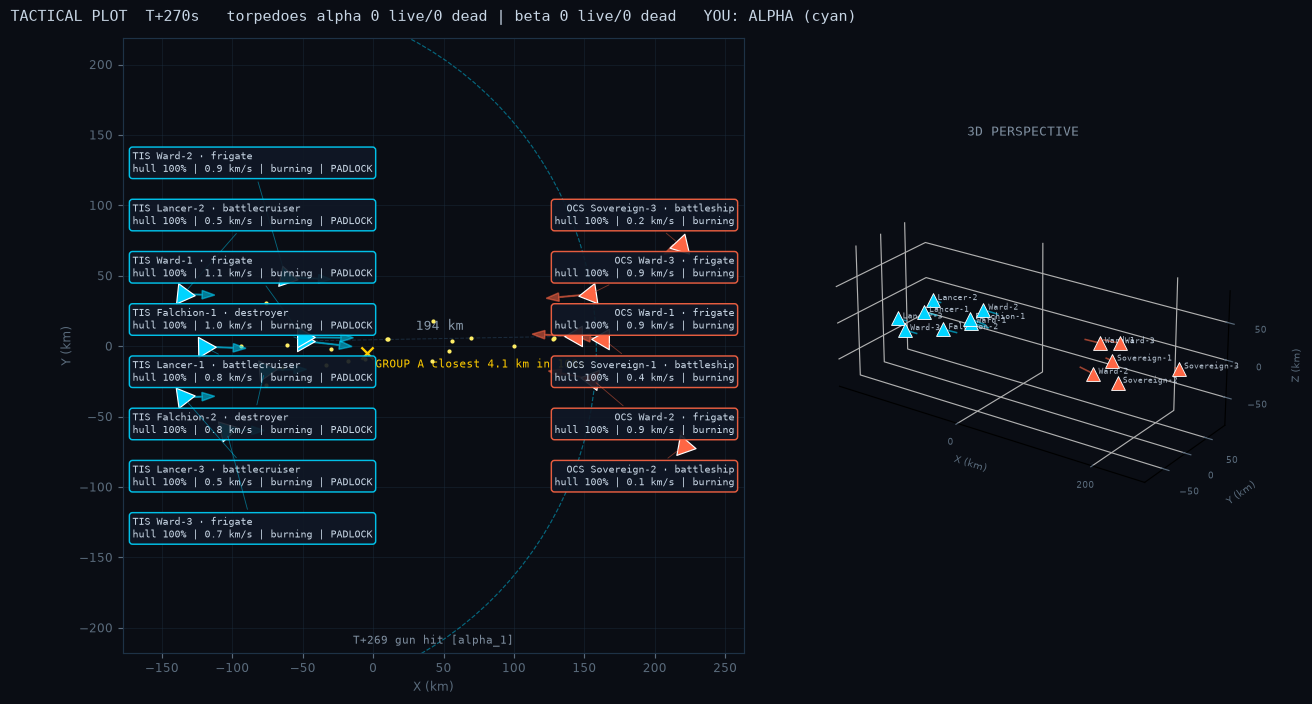 TACTICAL PLOT T+270s torpedoes alpha 0 live/0 dead | beta 0 live/0 dead YOU: ALPHA (cyan)
200
150
100
50
0
−50
−100
−150
−200
Y (km)
−150
−100
−50
0
50
100
150
200
250
X (km)
TIS Ward-2 · frigate
hull 100% | 0.9 km/s | burning | PADLOCK
TIS Lancer-2 · battlecruiser
hull 100% | 0.5 km/s | burning | PADLOCK
TIS Ward-1 · frigate
hull 100% | 1.1 km/s | burning | PADLOCK
TIS Falchion-1 · destroyer
hull 100% | 1.0 km/s | burning | PADLOCK
TIS Lancer-1 · battlecruiser
hull 100% | 0.8 km/s | burning | PADLOCK
TIS Falchion-2 · destroyer
hull 100% | 0.8 km/s | burning | PADLOCK
TIS Lancer-3 · battlecruiser
hull 100% | 0.5 km/s | burning | PADLOCK
TIS Ward-3 · frigate
hull 100% | 0.7 km/s | burning | PADLOCK
194 km
GROUP A closest 4.1 km in
OCS Sovereign-3 · battleship
hull 100% | 0.2 km/s | burning
OCS Ward-3 · frigate
hull 100% | 0.9 km/s | burning
OCS Ward-1 · frigate
hull 100% | 0.9 km/s | burning
OCS Sovereign-1 · battleship
hull 100% | 0.4 km/s | burning
OCS Ward-2 · frigate
hull 100% | 0.9 km/s | burning
OCS Sovereign-2 · battleship
hull 100% | 0.1 km/s | burning
T+269 gun hit [alpha_1]
3D PERSPECTIVE
Lancer-2
Lancer-1
Ward-2
Ward-3
Sovereign-1
Sovereign-3
Ward-2
0
200
X (km)
−50
0
50
Y (km)
50
0
−50
Z (km)